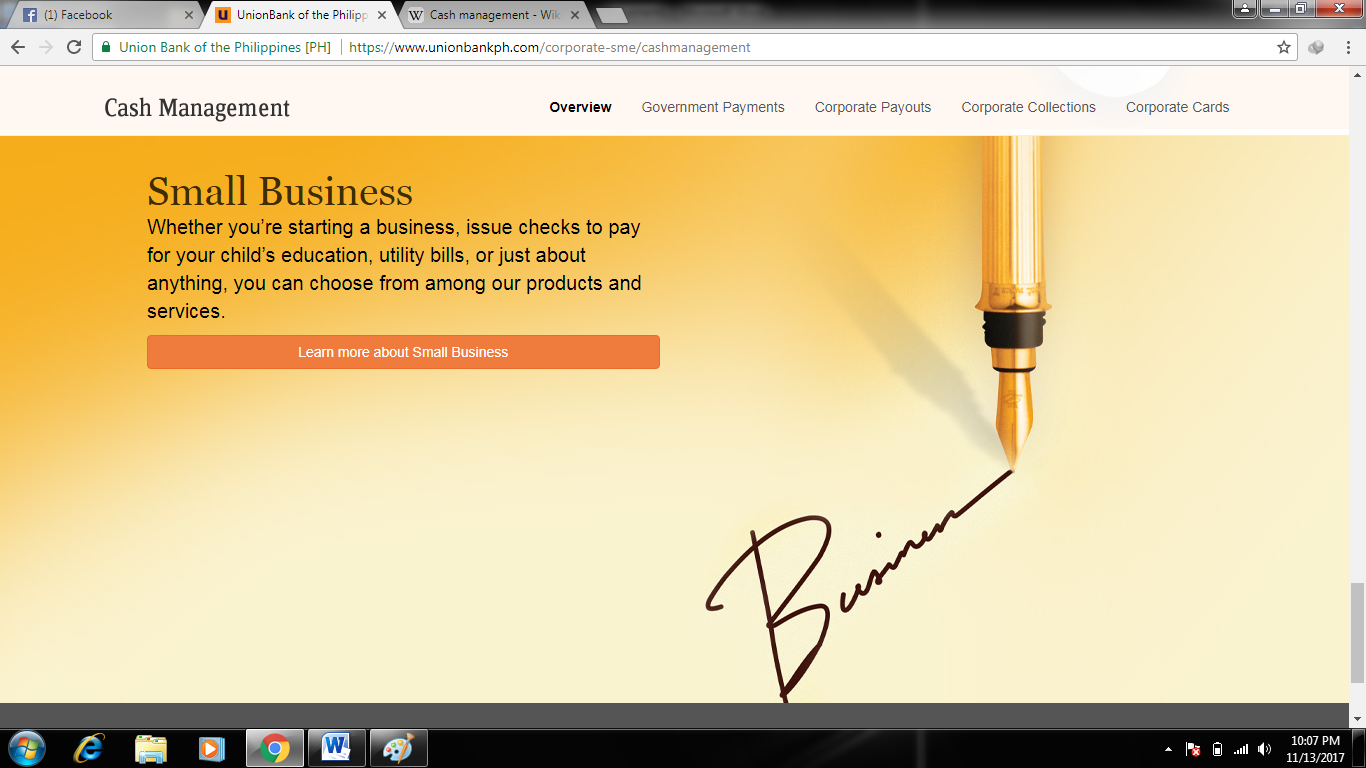 (1) Facebook
UnionBank of the Philipp
Cash management - Wik
Union Bank of the Philippines [PH]
https://www.unionbankph.com/corporate-sme/cashmanagement
Cash Management
Overview
Government Payments
Corporate Payouts
Corporate Collections
Corporate Cards
Small Business
Whether you’re starting a business, issue checks to pay
for your child’s education, utility bills, or just about
anything, you can choose from among our products and
services.
Learn more about Small Business
Business
10:07 PM
11/13/2017